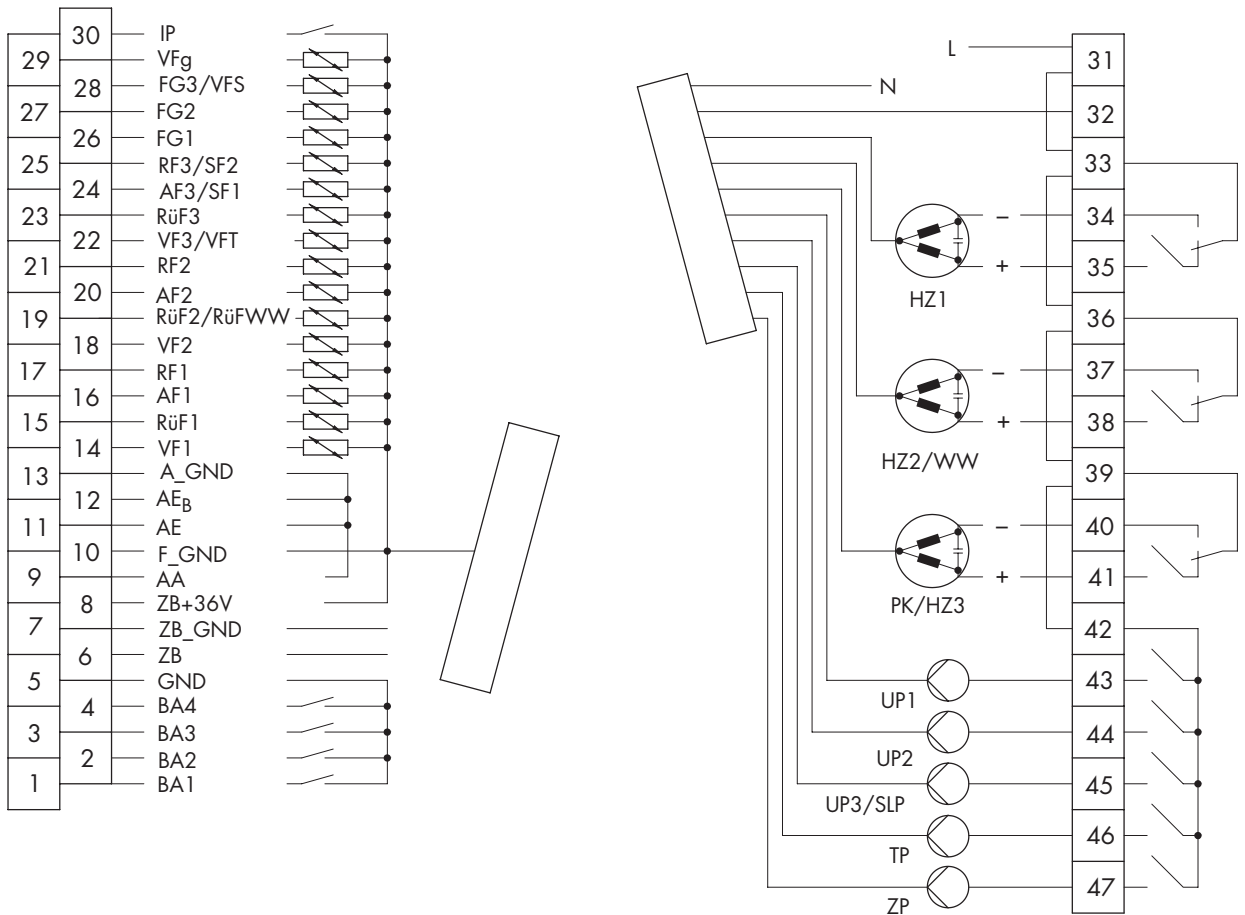 30 IP
29 VFg
28 FG3/VFS
27 FG2
26 FG1
25 RF3/SF2
24 AF3/SF1
23 RüF3
22 VF3/VFT
21 RF2
20 AF2
19 RüF2/RüFWW
18 VF2
17 RF1
16 AF1
15 RüF1
14 VF1
13 A_GND
12 AEB
11 AE
10 F_GND
9 AA
8 ZB+36V
7 ZB_GND
6 ZB
5 GND
4 BA4
3 BA3
2 BA2
1 BA1
L 31
N
32
33
– 34
+ 35
HZ1
36
– 37
+ 38
HZ2/WW
39
– 40
+ 41
PK/HZ3
42
43
UP1
44
UP2
45
UP3/SLP
46
TP
47
ZP